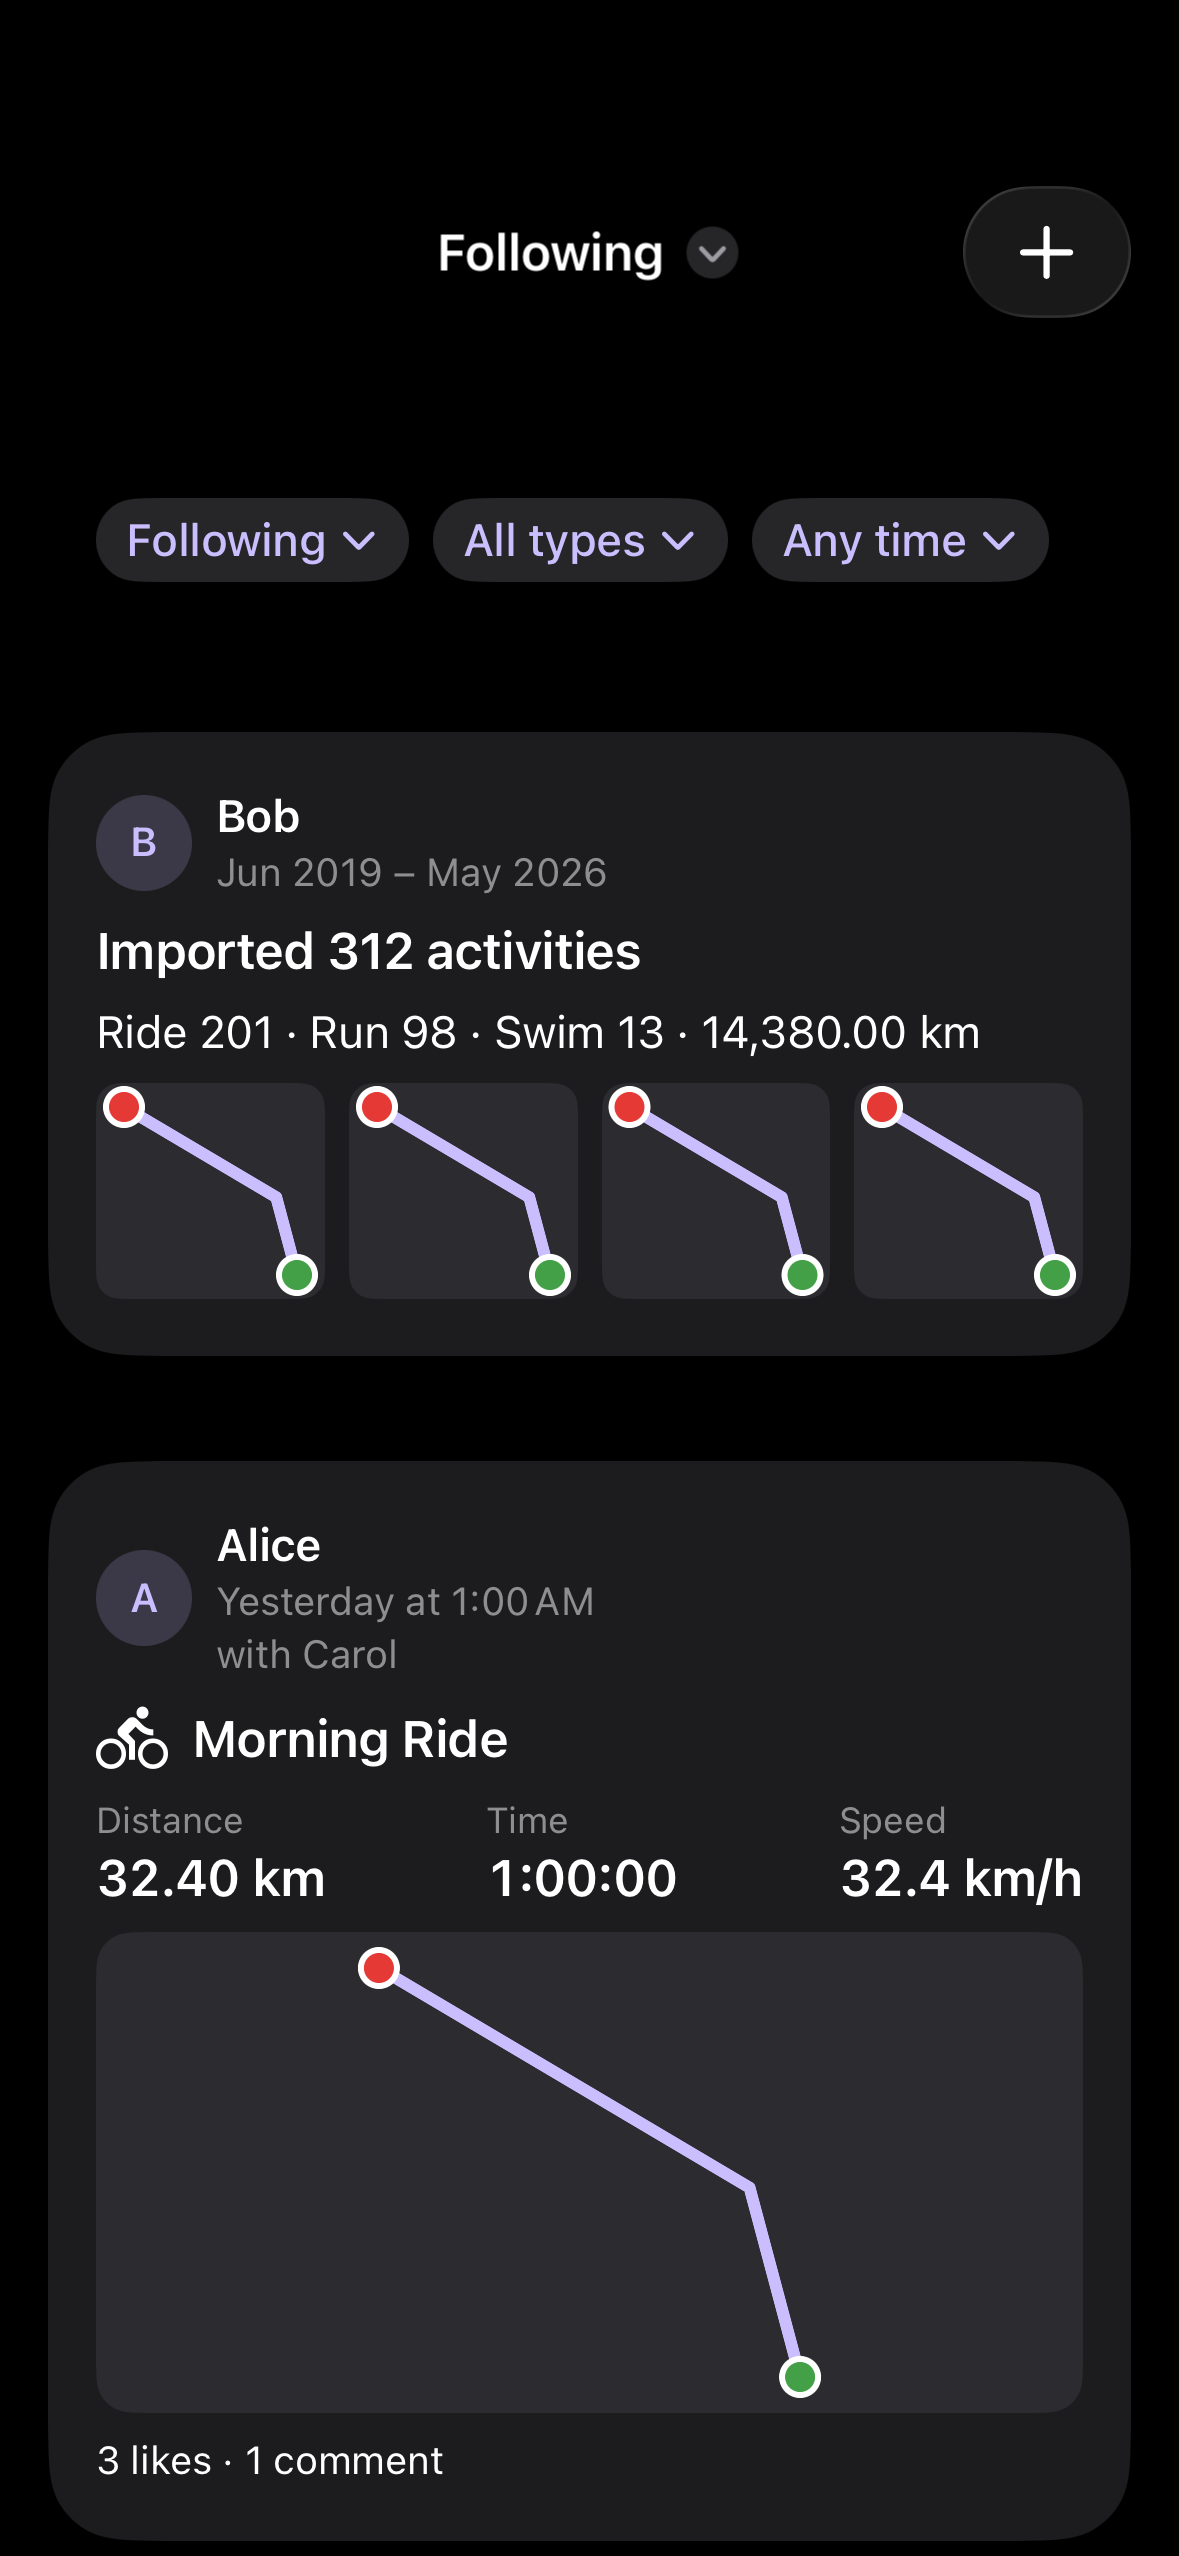 Following
Following
All types
Any time
B
Bob
Jun 2019 – May 2026
Imported 312 activities
Ride 201 · Run 98 · Swim 13 · 14,380.00 km
A
Alice
Yesterday at 1:00 AM
with Carol
Morning Ride
Distance Time Speed
32.40 km 1:00:00 32.4 km/h
3 likes · 1 comment